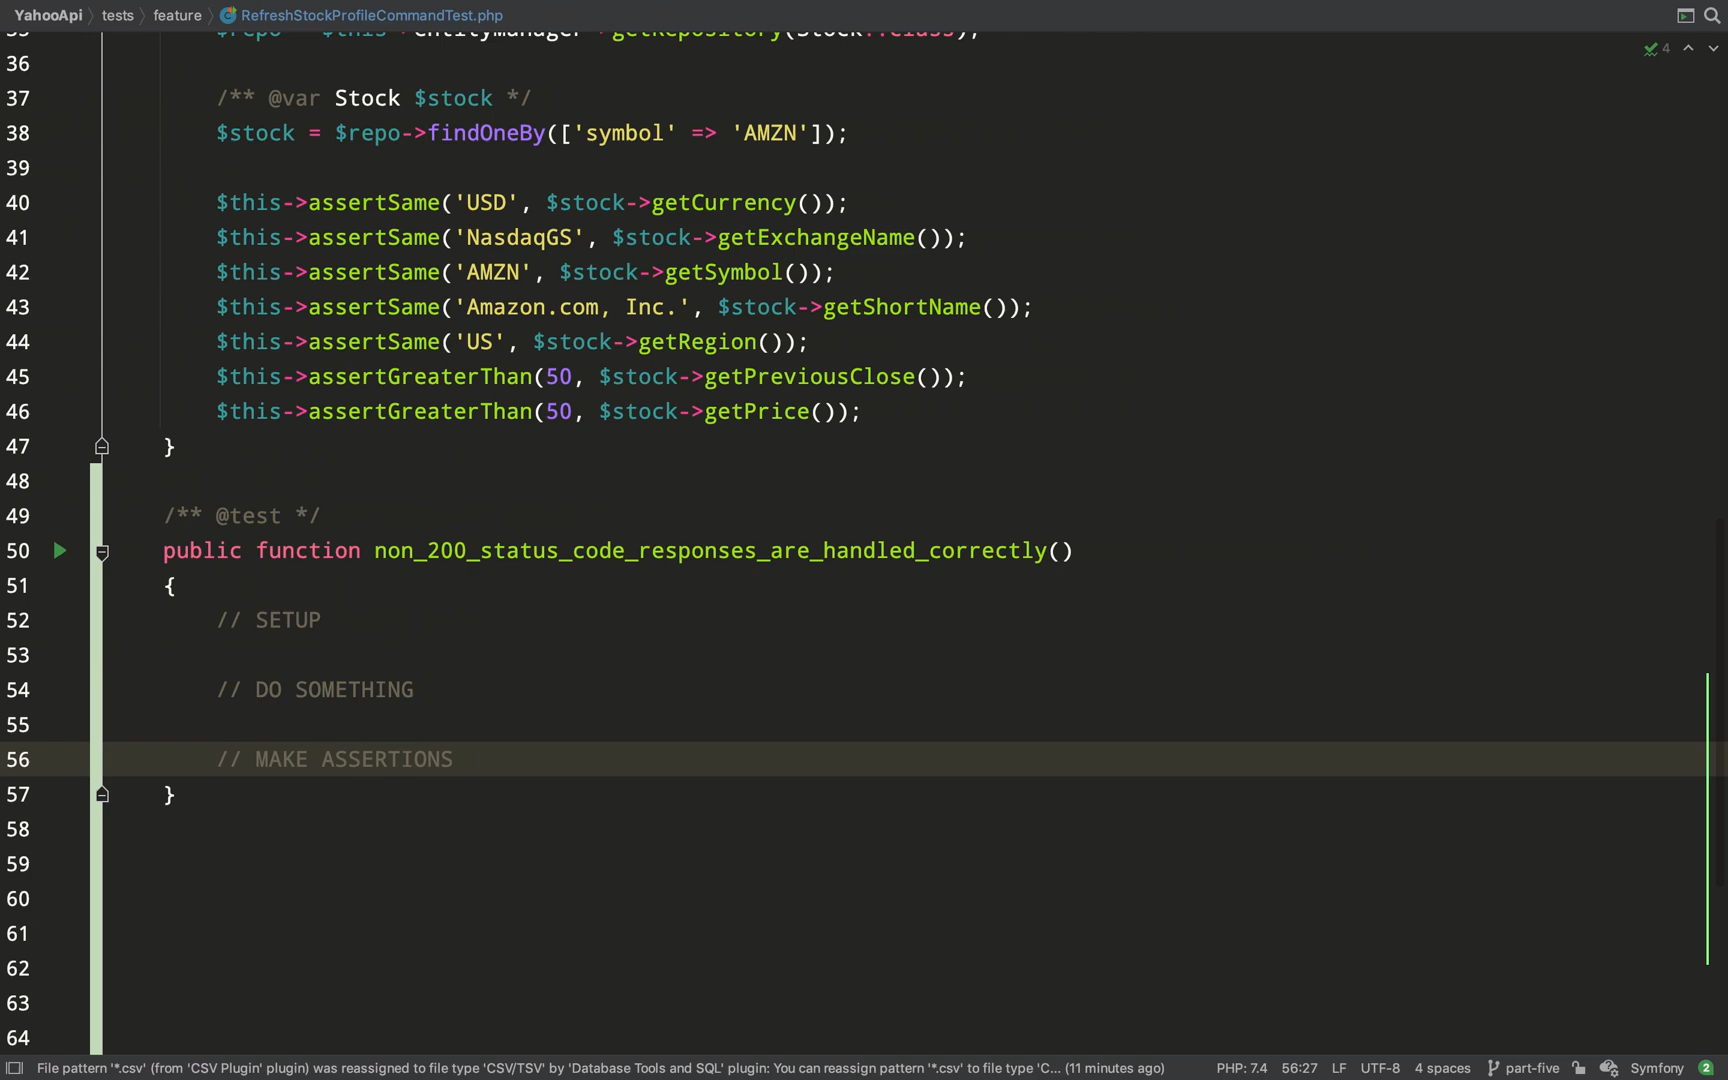 YahooApi tests feature RefreshStockProfileCommandTest.php
4
36
37 /** @var Stock $stock */
38 $stock = $repo->findOneBy(['symbol' => 'AMZN']);
39
40 $this->assertSame('USD', $stock->getCurrency());
41 $this->assertSame('NasdaqGS', $stock->getExchangeName());
42 $this->assertSame('AMZN', $stock->getSymbol());
43 $this->assertSame('Amazon.com, Inc.', $stock->getShortName());
44 $this->assertSame('US', $stock->getRegion());
45 $this->assertGreaterThan(50, $stock->getPreviousClose());
46 $this->assertGreaterThan(50, $stock->getPrice());
47 }
48
49 /** @test */
50 public function non_200_status_code_responses_are_handled_correctly()
51 {
52 // SETUP
53
54 // DO SOMETHING
55
56 // MAKE ASSERTIONS
57 }
58
59
60
61
62
63
64
File pattern '*.csv' (from 'CSV Plugin' plugin) was reassigned to file type 'CSV/TSV' by 'Database Tools and SQL' plugin: You can reassign pattern '*.csv' to file type 'C... (11 minutes ago) PHP: 7.4 56:27 LF UTF-8 4 spaces part-five Symfony 2